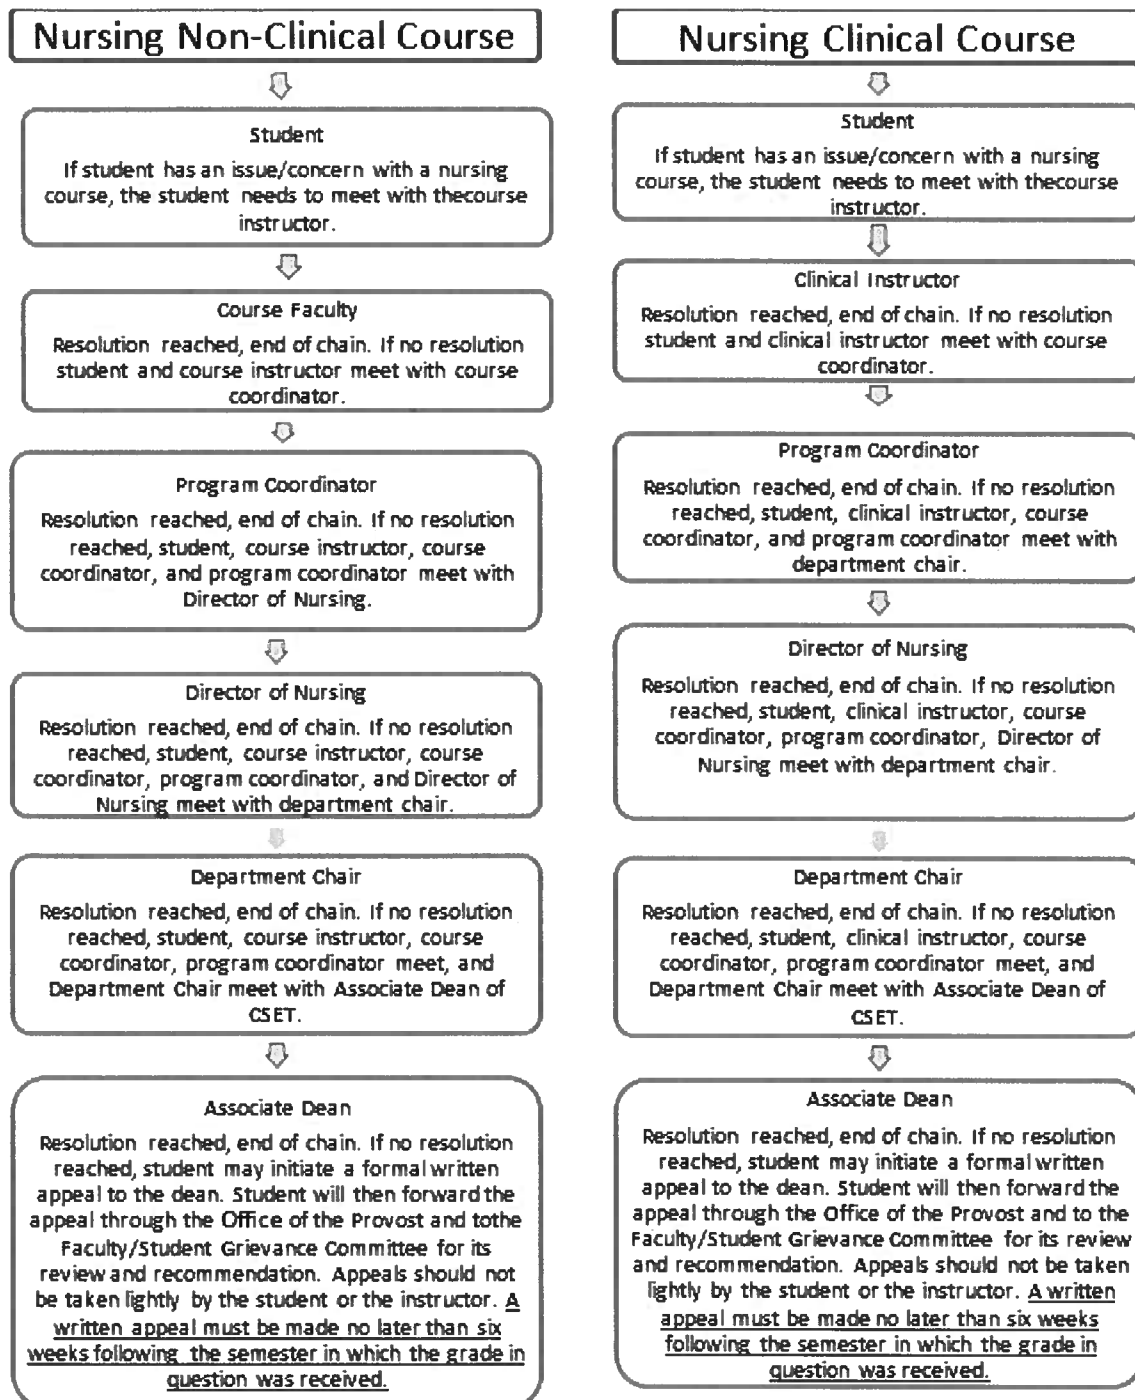 Nursing Non-Clinical Course
Student
If student has an issue/concern with a nursing
course, the student needs to meet with thecourse
instructor.
Course Faculty
Resolution reached, end of chain. If no resolution
student and course instructor meet with course
coordinator.
Program Coordinator
Resolution reached, end of chain. If no resolution
reached, student, course instructor, course
coordinator, and program coordinator meet with
Director of Nursing.
Director of Nursing
Resolution reached, end of chain. If no resolution
reached, student, course instructor, course
coordinator, program coordinator, and Director of
Nursing meet with department chair.
Department Chair
Resolution reached, end of chain. If no resolution
reached, student, course instructor, course
coordinator, program coordinator meet, and
Department Chair meet with Associate Dean of
CSET.
Associate Dean
Resolution reached, end of chain. If no resolution
reached, student may initiate a formal written
appeal to the dean. Student will then forward the
appeal through the Office of the Provost and tothe
Faculty/Student Grievance Committee for its
review and recommendation. Appeals should not
be taken lightly by the student or the instructor. A
written appeal must be made no later than six
weeks following the semester in which the grade in
question was received.
Nursing Clinical Course
Student
If student has an issue/concern with a nursing
course, the student needs to meet with thecourse
instructor.
Clinical Instructor
Resolution reached, end of chain. If no resolution
student and clinical instructor meet with course
coordinator.
Program Coordinator
Resolution reached, end of chain. If no resolution
reached, student, clinical instructor, course
coordinator, and program coordinator meet with
department chair.
Director of Nursing
Resolution reached, end of chain. If no resolution
reached, student, clinical instructor, course
coordinator, program coordinator, Director of
Nursing meet with department chair.
Department Chair
Resolution reached, end of chain. If no resolution
reached, student, clinical instructor, course
coordinator, program coordinator meet, and
Department Chair meet with Associate Dean of
CSET.
Associate Dean
Resolution reached, end of chain. If no resolution
reached, student may initiate a formal written
appeal to the dean. Student will then forward the
appeal through the Office of the Provost and to the
Faculty/Student Grievance Committee for its review
and recommendation. Appeals should not be taken
lightly by the student or the instructor. A written
appeal must be made no later than six weeks
following the semester in which the grade in
question was received.